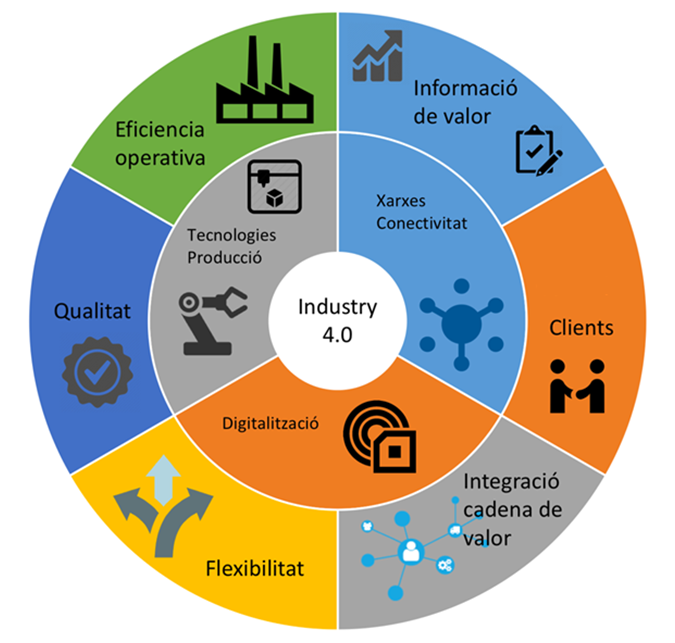 Eficiencia
operativa
Informació
de valor
Tecnologies
Producció
Xarxes
Conectivitat
Qualitat
Industry
4.0
Clients
Digitalització
Integració
cadena de
valor
Flexibilitat